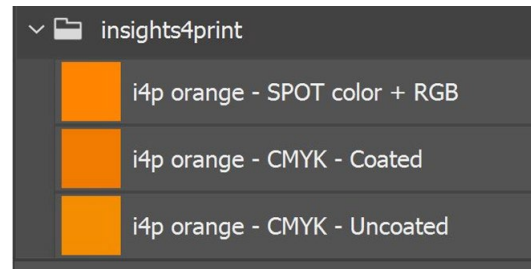 insights4print
i4p orange - SPOT color + RGB
i4p orange - CMYK - Coated
i4p orange - CMYK - Uncoated